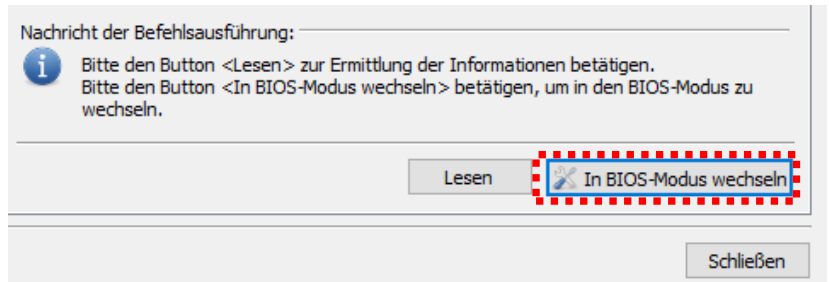 Nachricht der Befehlsausführung:
Bitte den Button <Lesen> zur Ermittlung der Informationen betätigen.
Bitte den Button <In BIOS-Modus wechseln> betätigen, um in den BIOS-Modus zu
wechseln.
Lesen
In BIOS-Modus wechseln
Schließen